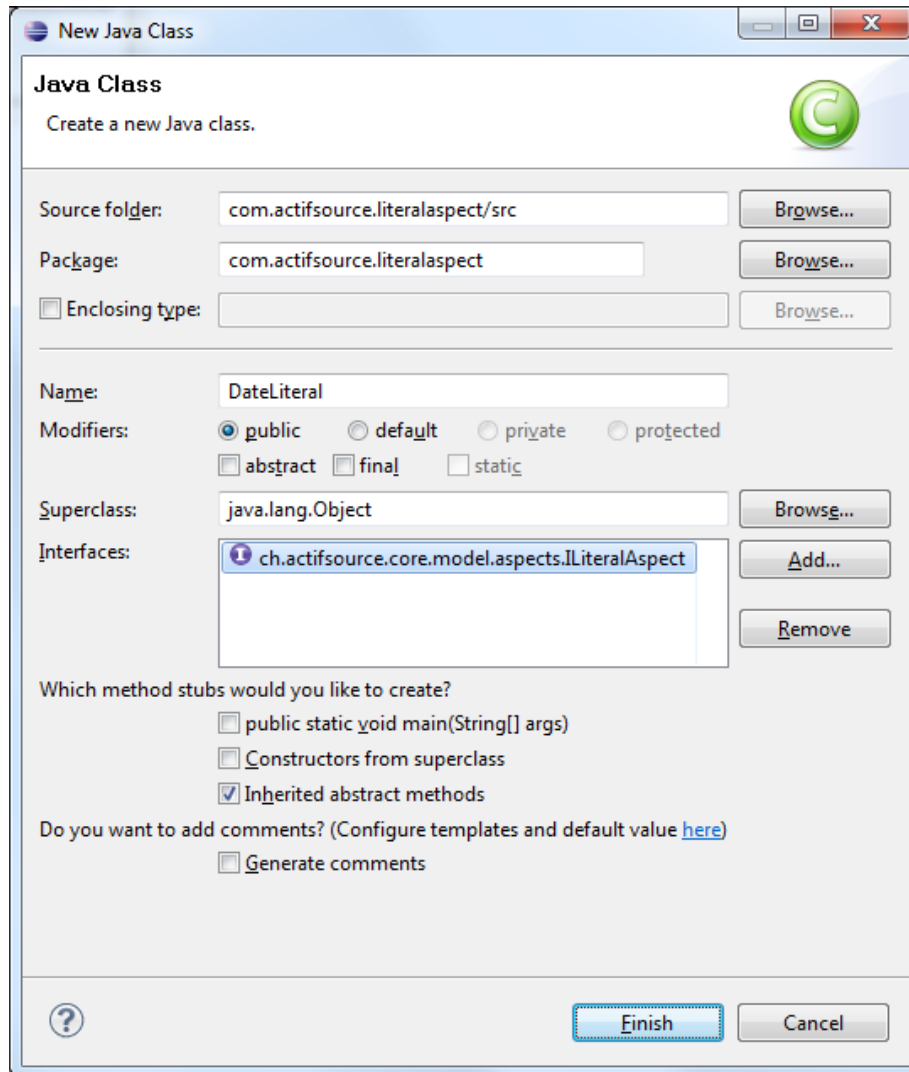 New Java Class
Java Class
Create a new Java class.
C
Source folder: com.actifsource.literalaspect/src Browse...
Package: com.actifsource.literalaspect Browse...
Enclosing type: Browse...
Name: DateLiteral
Modifiers: public default private protected
abstract final static
Superclass: java.lang.Object Browse...
Interfaces: I ch.actifsource.core.model.aspects.ILiteralAspect Add...
Remove
Which method stubs would you like to create?
public static void main(String[] args)
Constructors from superclass
Inherited abstract methods
Do you want to add comments? (Configure templates and default value here)
Generate comments
? Finish Cancel